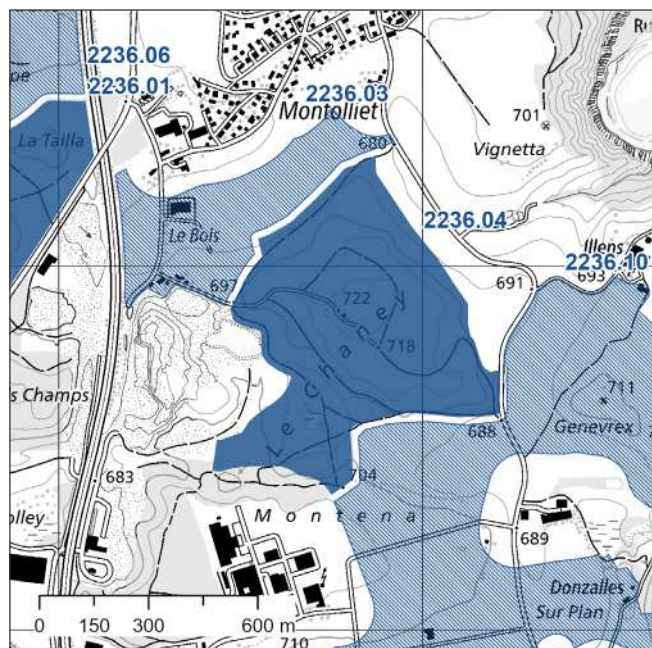 2236.06
2236.01
2236.03
Montolliet
La Tailla
701
Vignetta
680
2236.04
Le Bois
Illens
2236.10
693
697
691
722
718
Le Chaney
s Champs
711
Genevrex
688
704
683
Montena
olley
689
Donzalles
Sur Plan
0 150 300 600 m
710